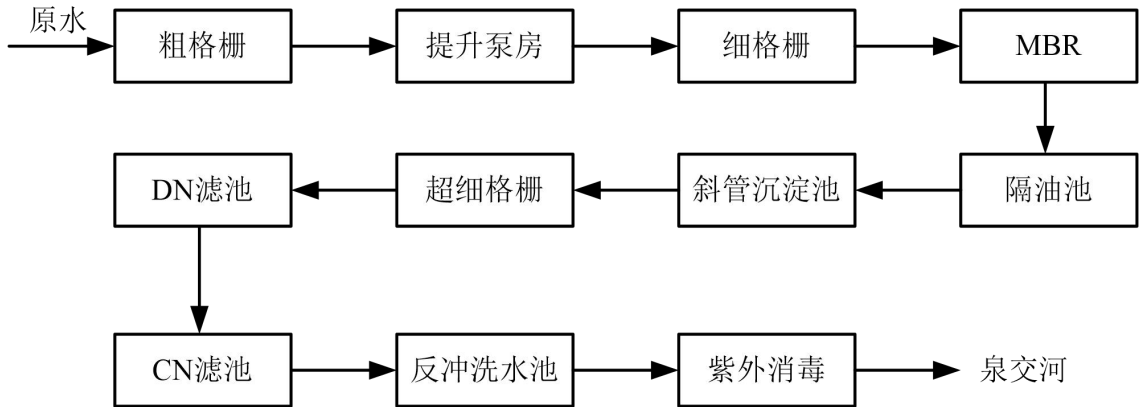 原水
粗格栅
提升泵房
细格栅
MBR
隔油池
斜管沉淀池
超细格栅
DN滤池
CN滤池
反冲洗水池
紫外消毒
泉交河